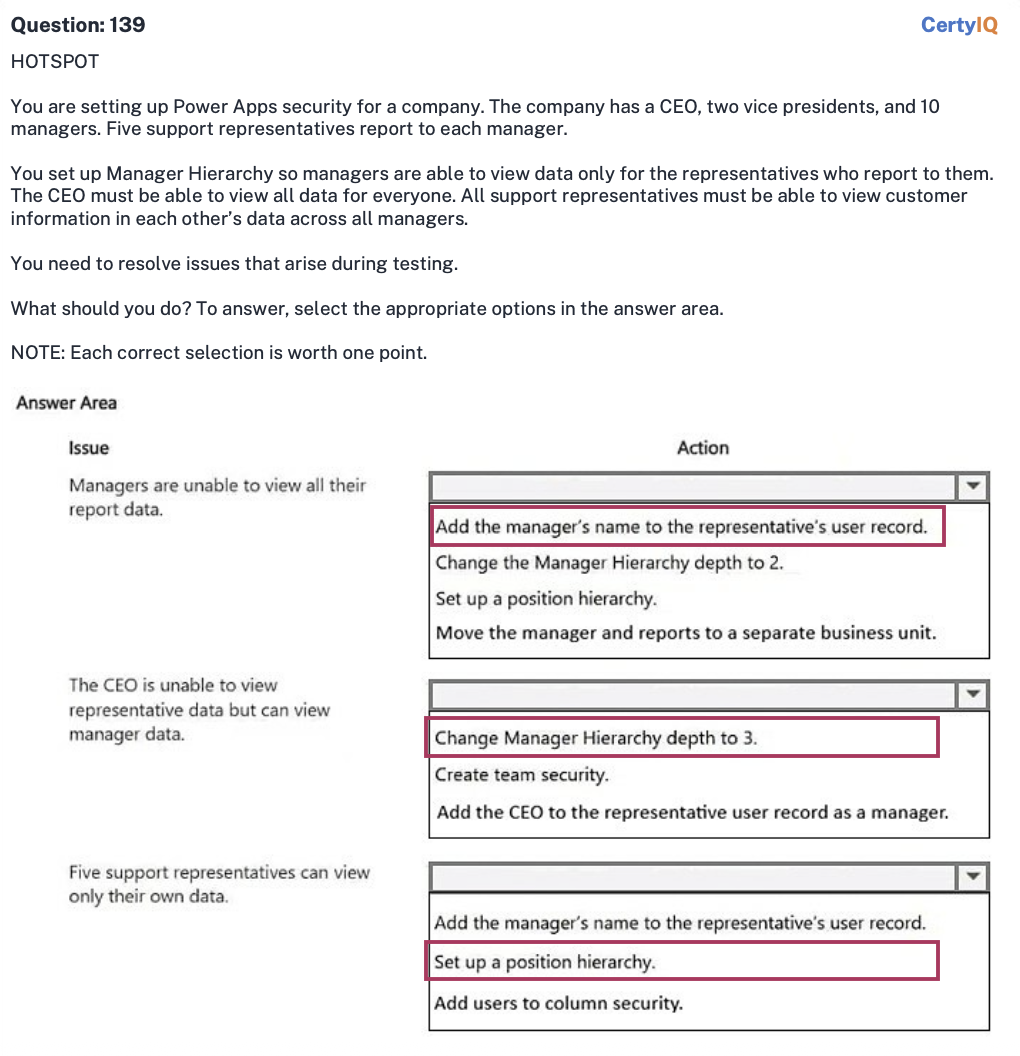 Question: 139
CertyIQ
HOTSPOT
You are setting up Power Apps security for a company. The company has a CEO, two vice presidents, and 10
managers. Five support representatives report to each manager.
You set up Manager Hierarchy so managers are able to view data only for the representatives who report to them.
The CEO must be able to view all data for everyone. All support representatives must be able to view customer
information in each other’s data across all managers.
You need to resolve issues that arise during testing.
What should you do? To answer, select the appropriate options in the answer area.
NOTE: Each correct selection is worth one point.
Answer Area
Issue
Action
Managers are unable to view all their
report data.
Add the manager's name to the representative's user record.
Change the Manager Hierarchy depth to 2.
Set up a position hierarchy.
Move the manager and reports to a separate business unit.
The CEO is unable to view
representative data but can view
manager data.
Change Manager Hierarchy depth to 3.
Create team security.
Add the CEO to the representative user record as a manager.
Five support representatives can view
only their own data.
Add the manager's name to the representative's user record.
Set up a position hierarchy.
Add users to column security.